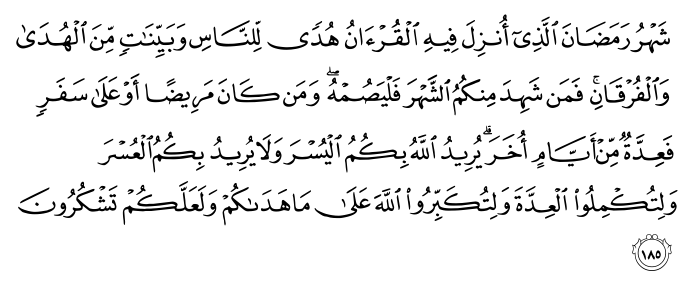 شَهْرُ رَمَضَانَ ٱلَّذِىٓ أُنزِلَ فِيهِ ٱلْقُرْءَانُ هُدًى لِّلنَّاسِ وَبَيِّنَٰتٍ مِّنَ ٱلْهُدَىٰ
وَٱلْفُرْقَانِ ۚ فَمَن شَهِدَ مِنكُمُ ٱلشَّهْرَ فَلْيَصُمْهُ ۖ وَمَن كَانَ مَرِيضًا أَوْ عَلَىٰ سَفَرٍ
فَعِدَّةٌ مِّنْ أَيَّامٍ أُخَرَ ۗ يُرِيدُ ٱللَّهُ بِكُمُ ٱلْيُسْرَ وَلَا يُرِيدُ بِكُمُ ٱلْعُسْرَ
وَلِتُكْمِلُوا۟ ٱلْعِدَّةَ وَلِتُكَبِّرُوا۟ ٱللَّهَ عَلَىٰ مَا هَدَىٰكُمْ وَلَعَلَّكُمْ تَشْكُرُونَ
١٨٥